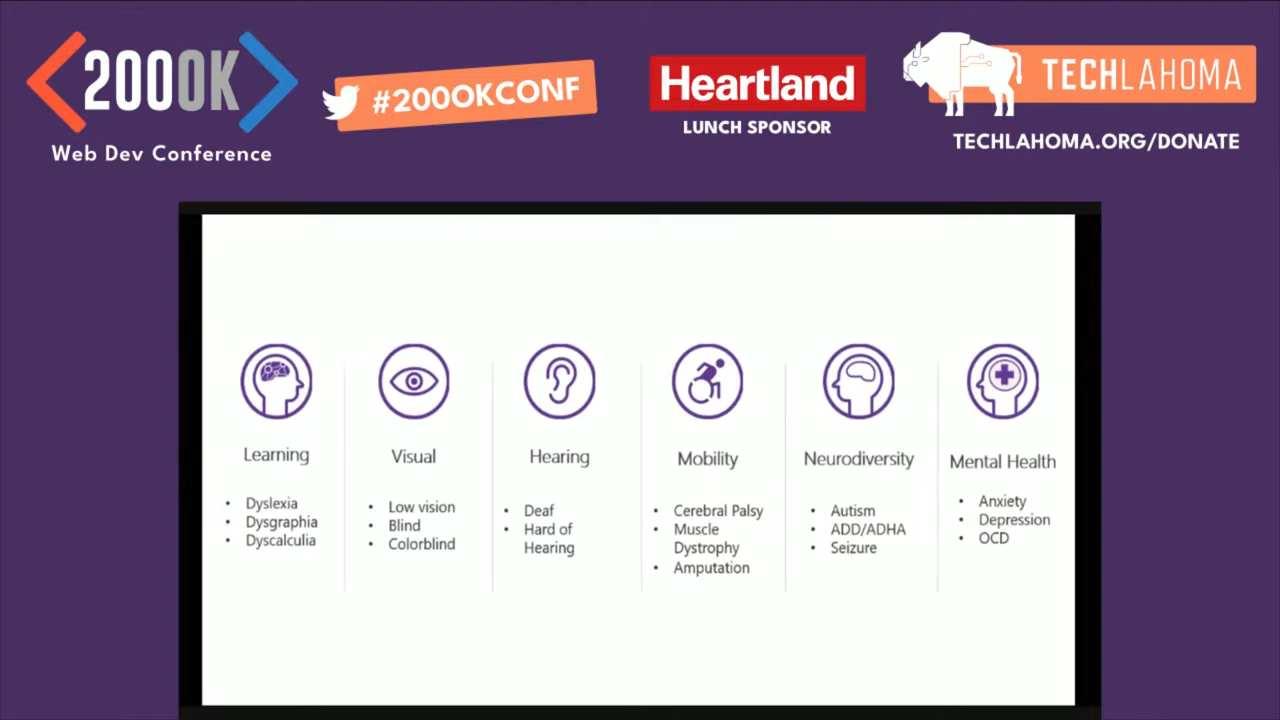 200OK
Web Dev Conference
#200OKCONF
Heartland
LUNCH SPONSOR
TECHLAHOMA
TECHLAHOMA.ORG/DONATE
Learning
• Dyslexia
• Dysgraphia
• Dyscalculia
Visual
• Low vision
• Blind
• Colorblind
Hearing
• Deaf
• Hard of
Hearing
Mobility
• Cerebral Palsy
• Muscle
Dystrophy
• Amputation
Neurodiversity
• Autism
• ADD/ADHA
• Seizure
Mental Health
• Anxiety
• Depression
• OCD